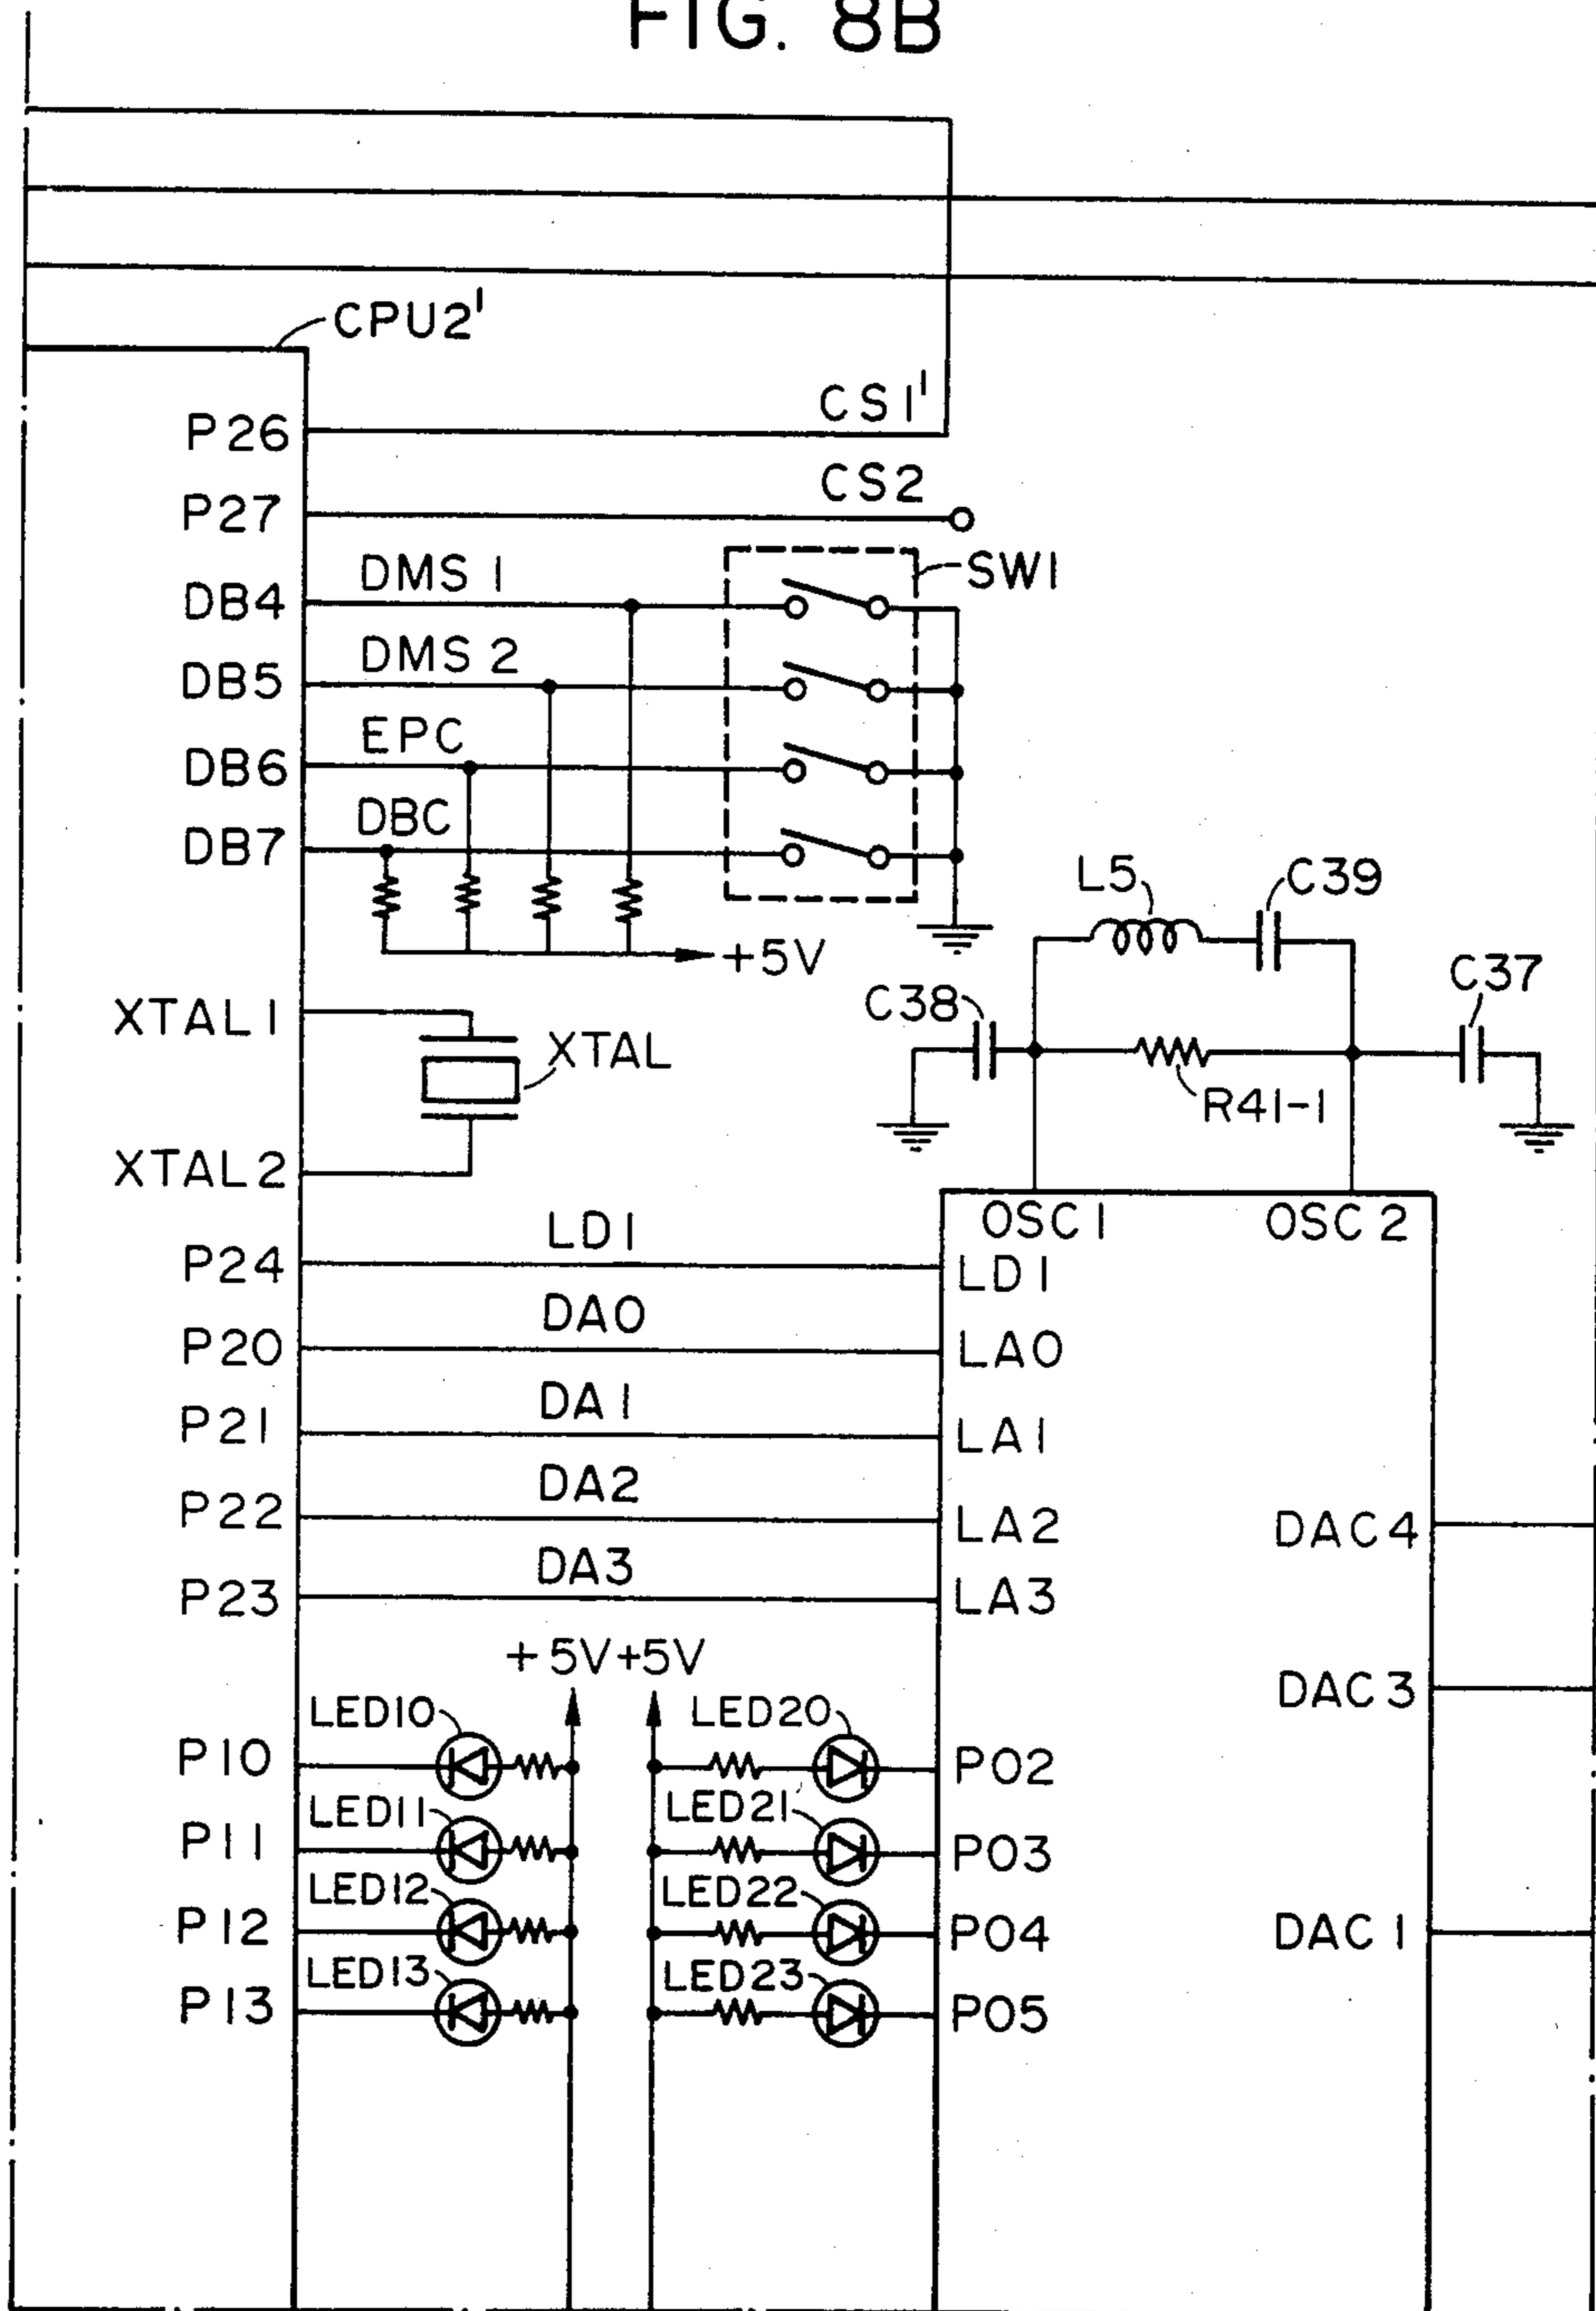 FIG. 8B
CPU2'
P26
CS1'
P27
CS2
DB4
DMS 1
SW1
DB5
DMS 2
DB6
EPC
DB7
DBC
+5V
L5
C39
C38
C37
R41-1
XTAL1
XTAL
XTAL2
OSC1
OSC2
P24
LD1
LD1
P20
DA0
LA0
P21
DA1
LA1
P22
DA2
LA2
DAC4
P23
DA3
LA3
+5V
+5V
DAC3
P10
LED10
LED20
P02
P11
LED11
LED21
P03
P12
LED12
LED22
P04
DAC1
P13
LED13
LED23
P05